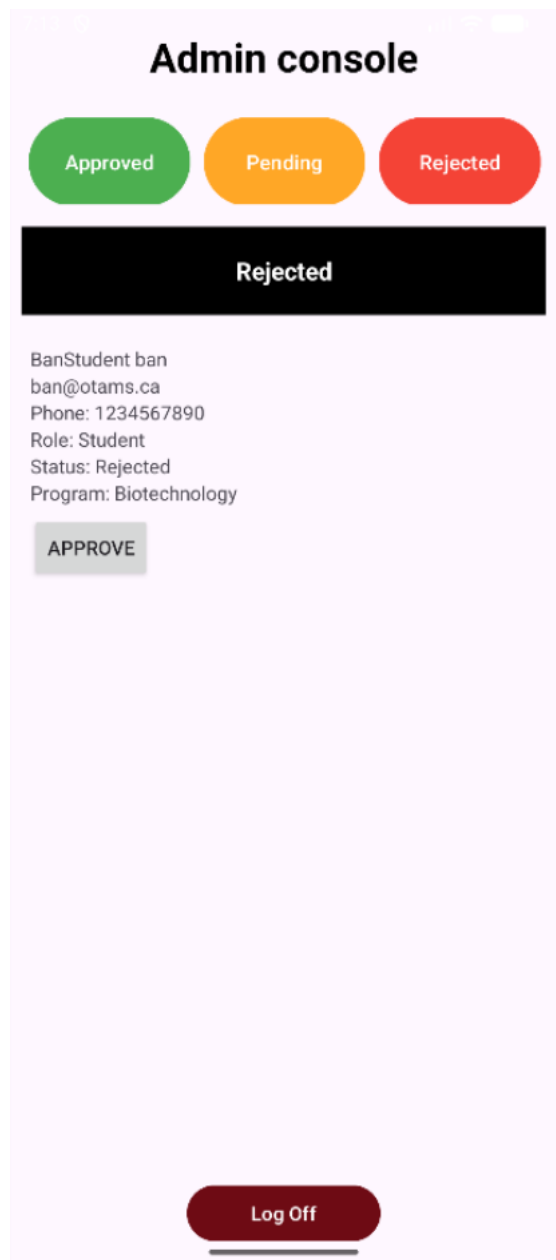 Admin console
Approved Pending Rejected
Rejected
BanStudent ban
ban@otams.ca
Phone: 1234567890
Role: Student
Status: Rejected
Program: Biotechnology
APPROVE
Log Off